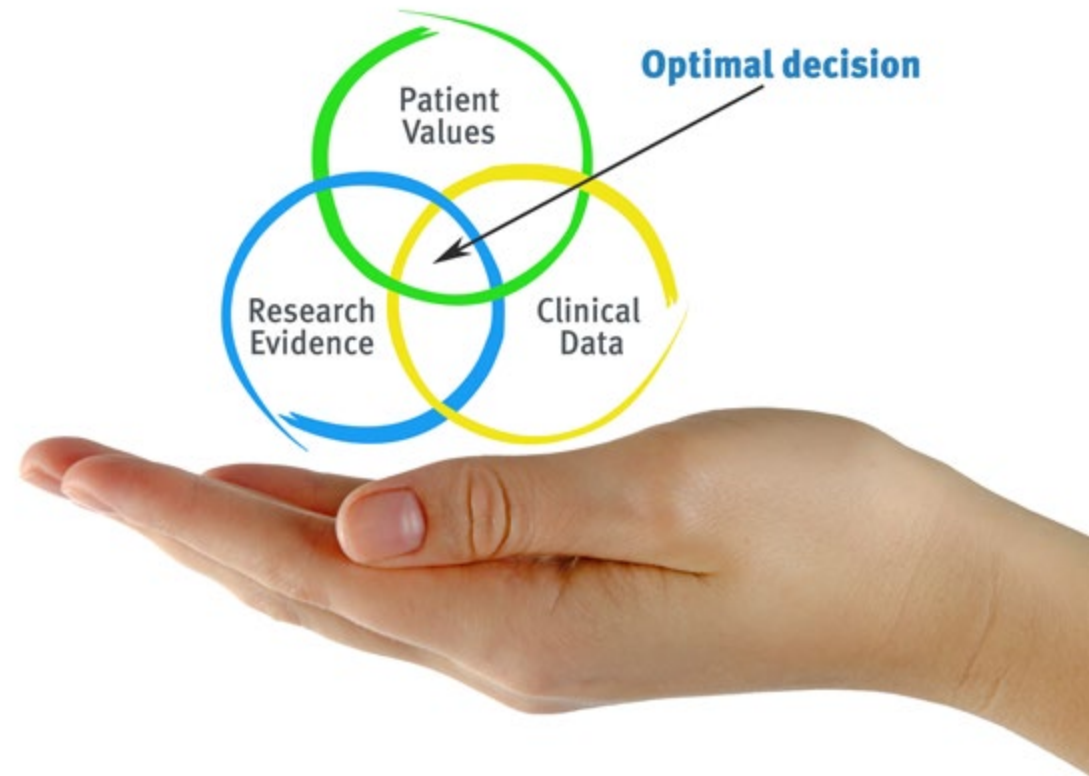 Optimal decision
Patient
Values
Research
Evidence
Clinical
Data